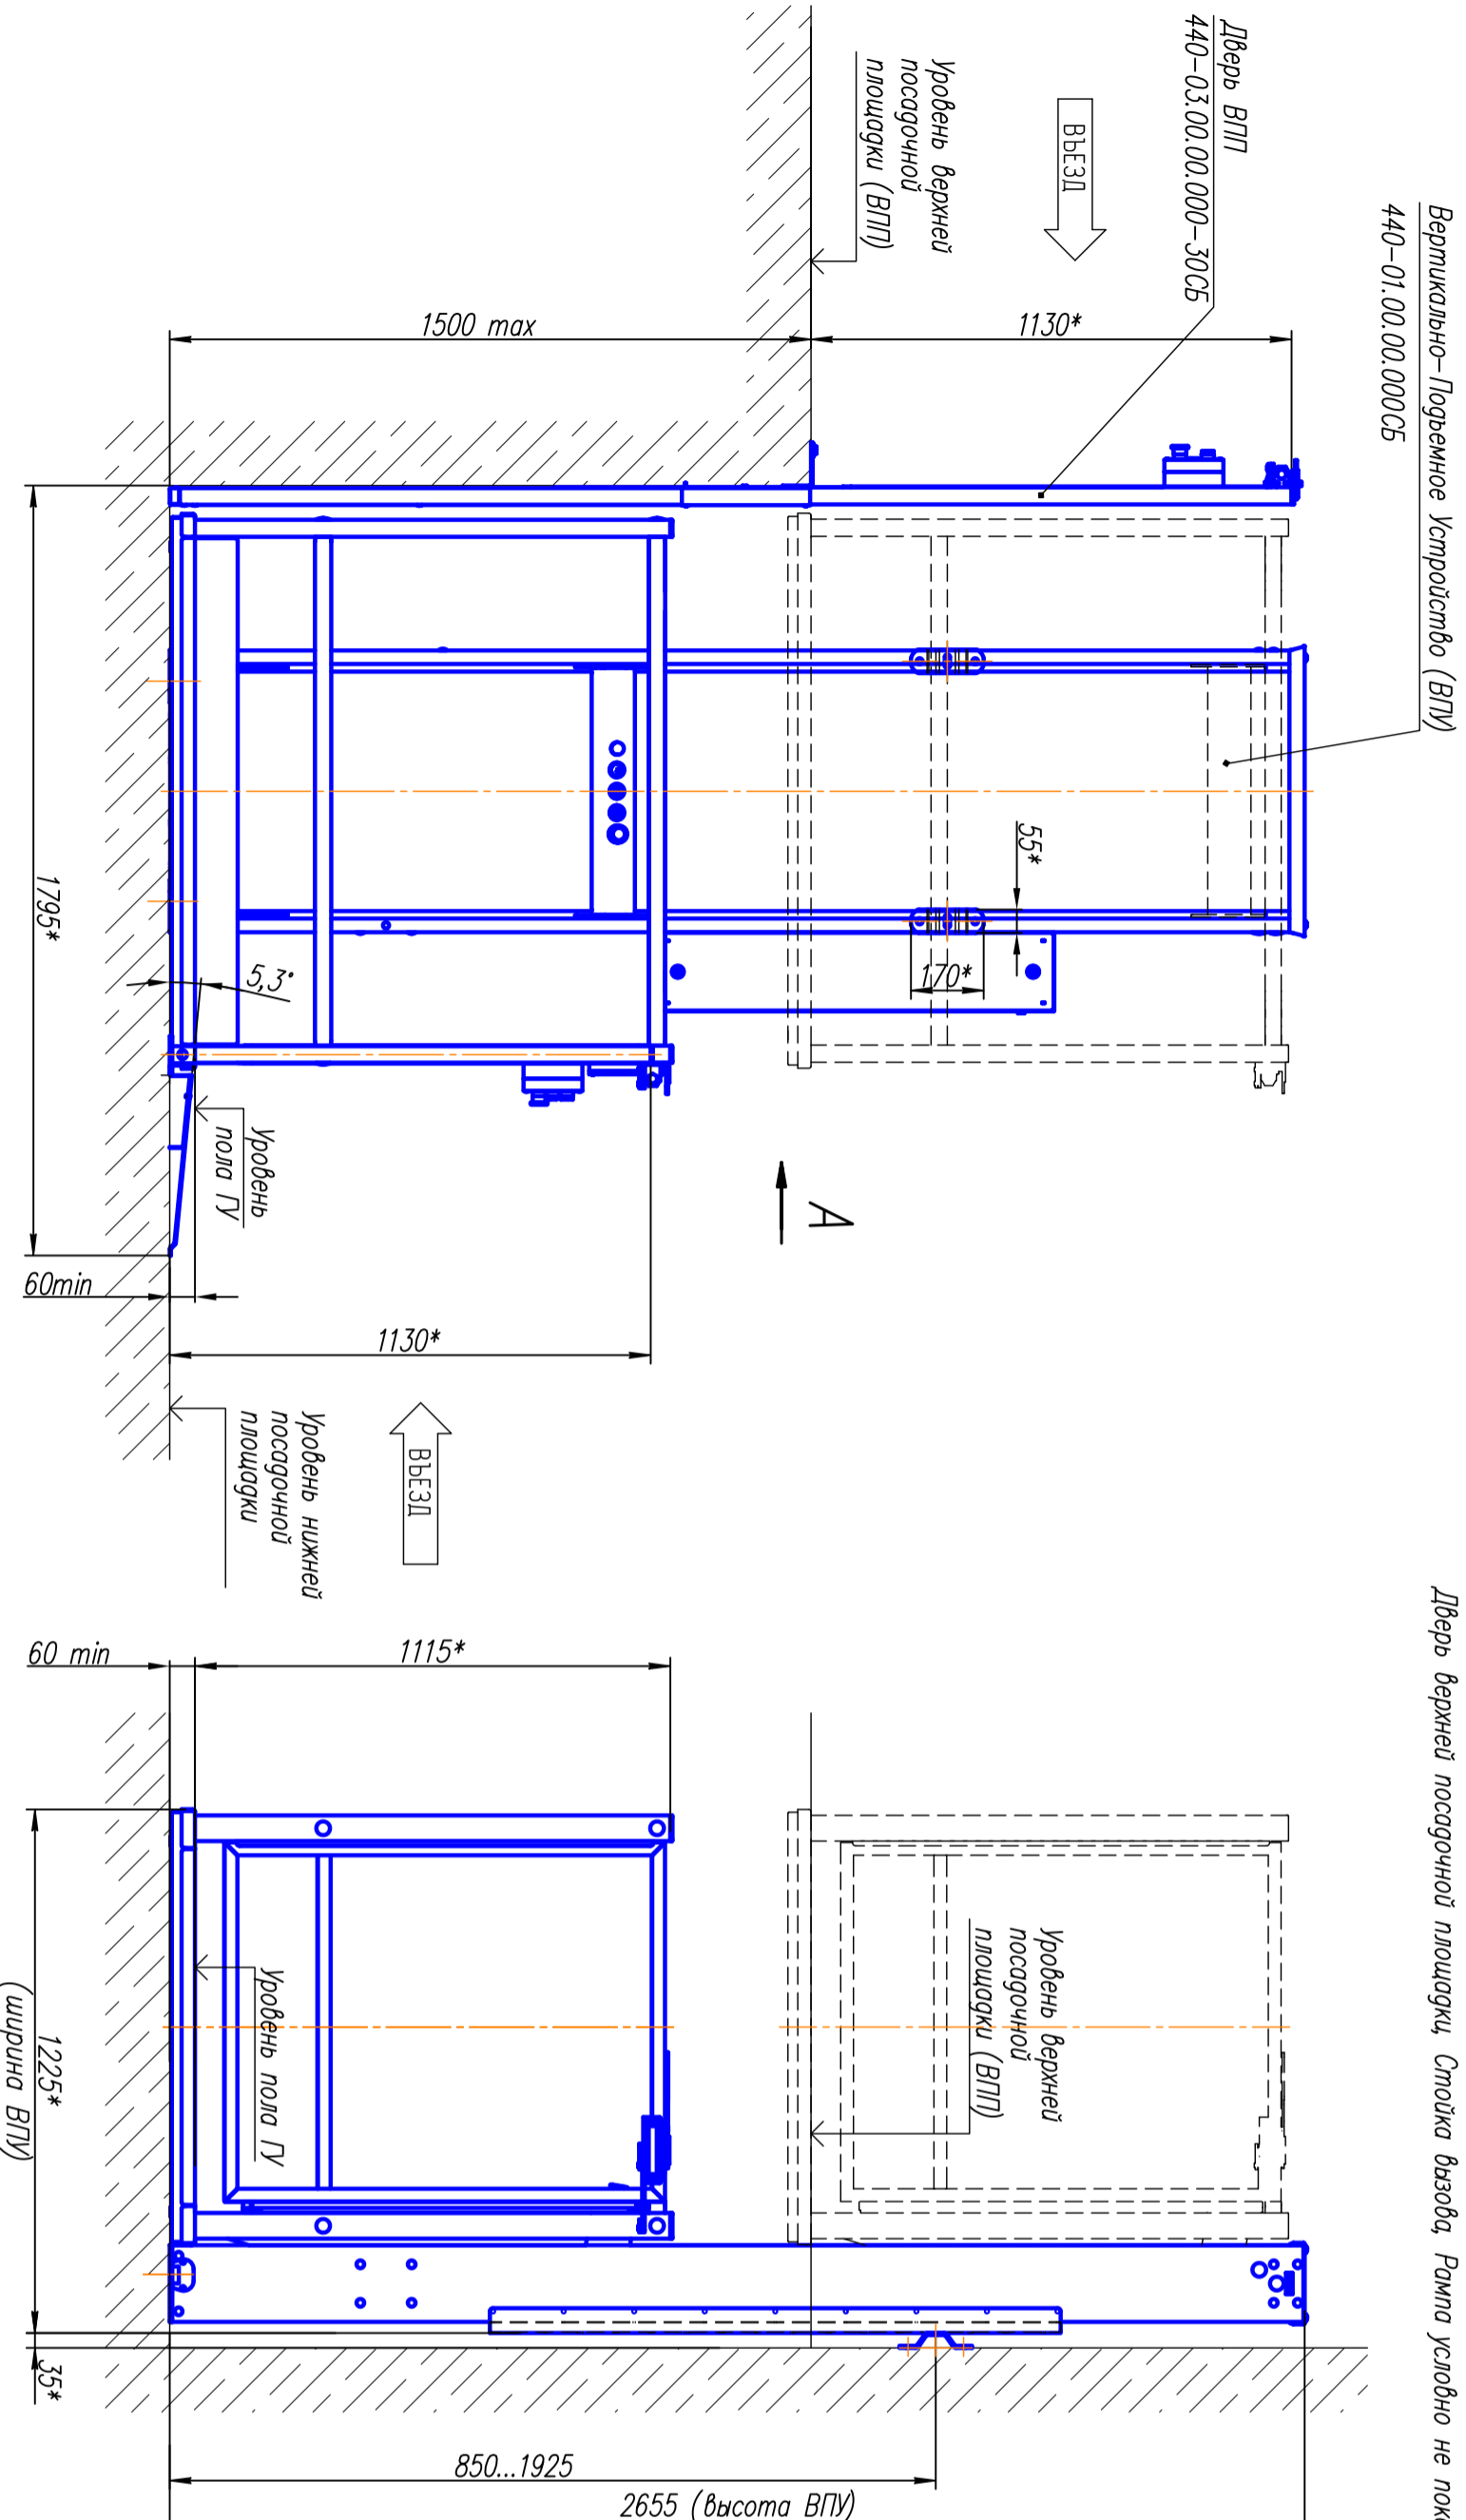 Вертикально-Подъемное Устройство (ВПУ)
440-01.00.00.000СБ
Дверь ВПП
440-03.00.00.000-30СБ
ВЪЕЗД
Уровень верхней
посадочной
площадки (ВПП)
1130*
1500 max
55*
170*
5,3°
1795*
Уровень
пола ГУ
60min
1130*
А
ВЪЕЗД
Уровень нижней
посадочной
площадки
Дверь верхней посадочной площадки, Стойка вызова, Рампа условно не
60 min
1115*
Уровень верхней
посадочной
площадки (ВПП)
Уровень пола ГУ
1225*
(ширина ВПУ)
35*
850...1925
2655 (высота ВПУ)